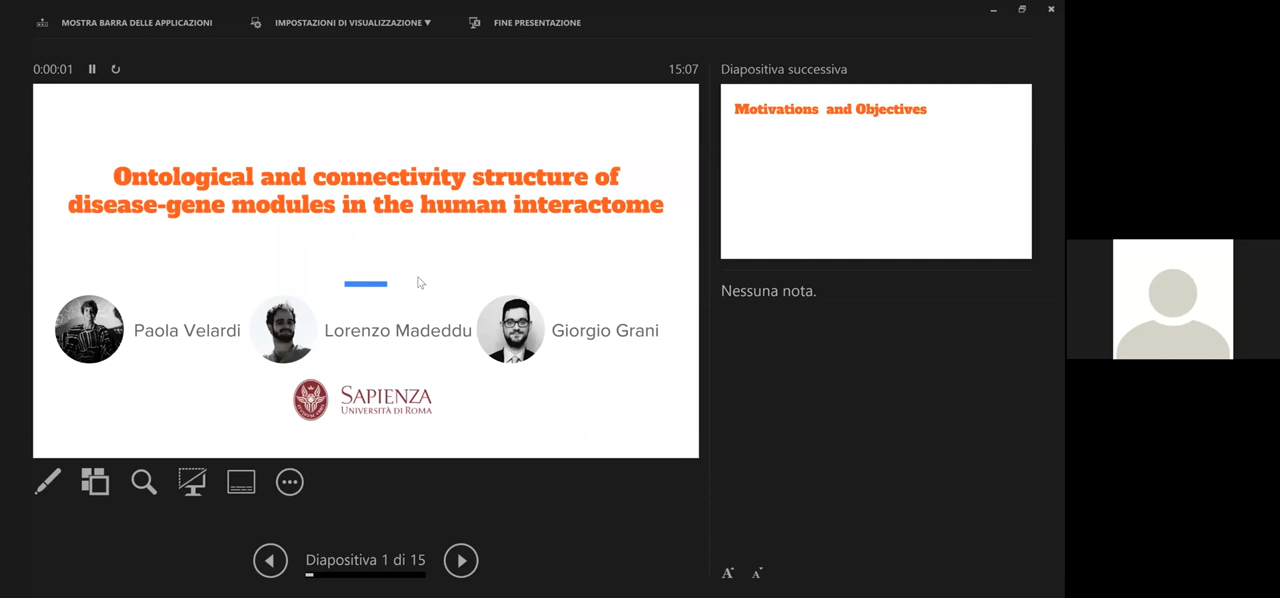 MOSTRA BARRA DELLE APPLICAZIONI
IMPOSTAZIONI DI VISUALIZZAZIONE ▼
FINE PRESENTAZIONE
0:00:01
15:07
Ontological and connectivity structure of
disease-gene modules in the human interactome
Paola Velardi
Lorenzo Madeddu
Giorgio Grani
SAPIENZA
UNIVERSITÀ DI ROMA
Diapositiva 1 di 15
Diapositiva successiva
Motivations and Objectives
Nessuna nota.
A A